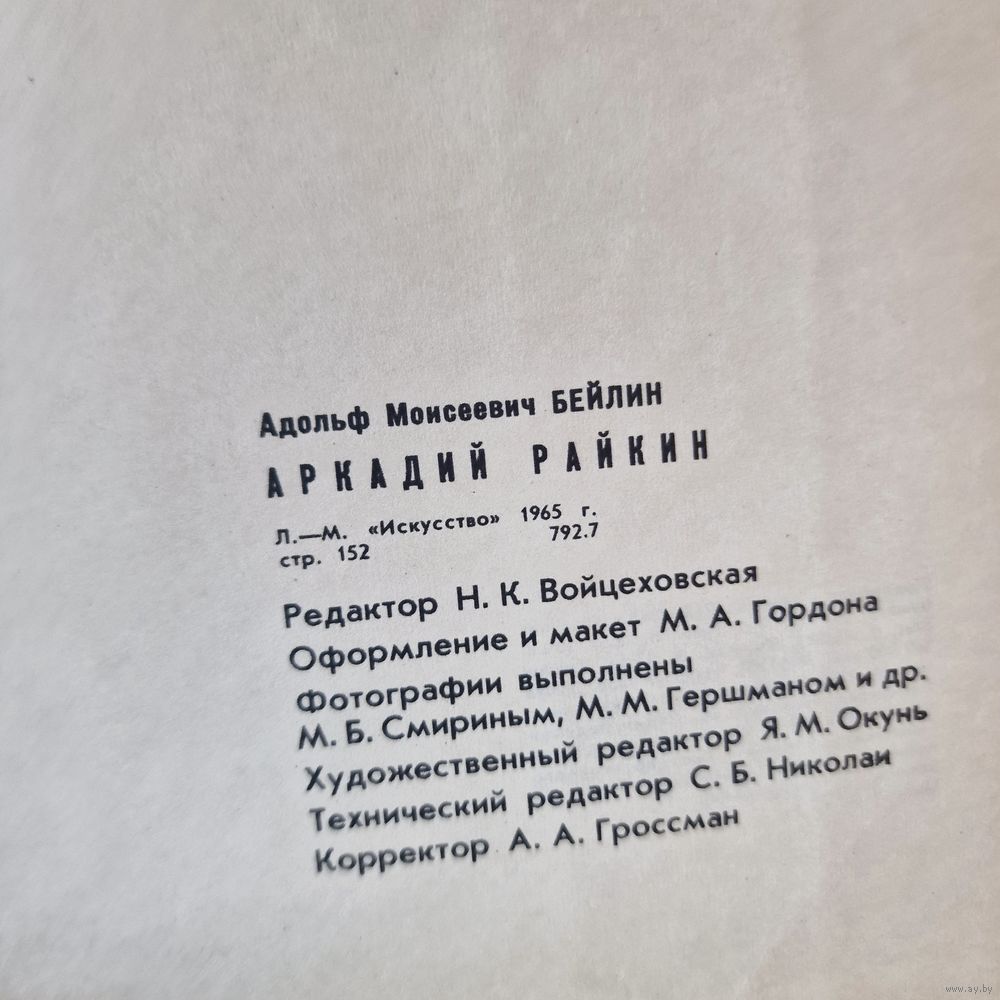 Адольф Моисеевич БЕЙЛИН
АРКАДИЙ РАЙКИН
Л.—М. «Искусство» 1965 г.
стр. 152 792.7
Редактор Н. К. Войцеховская
Оформление и макет М. А. Гордона
Фотографии выполнены
М. Б. Смириным, М. М. Гершманом и др.
Художественный редактор Я. М. Окунь
Технический редактор С. Б. Николаи
Корректор А. А. Гроссман
www.ay.by